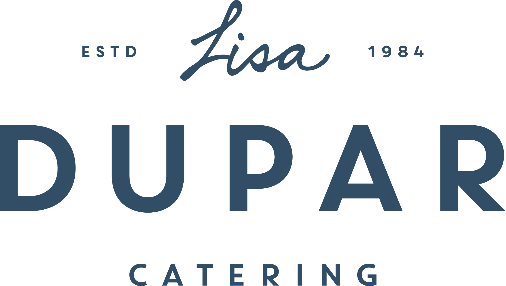 ESTD Lisa 1984
DUPAR
CATERING